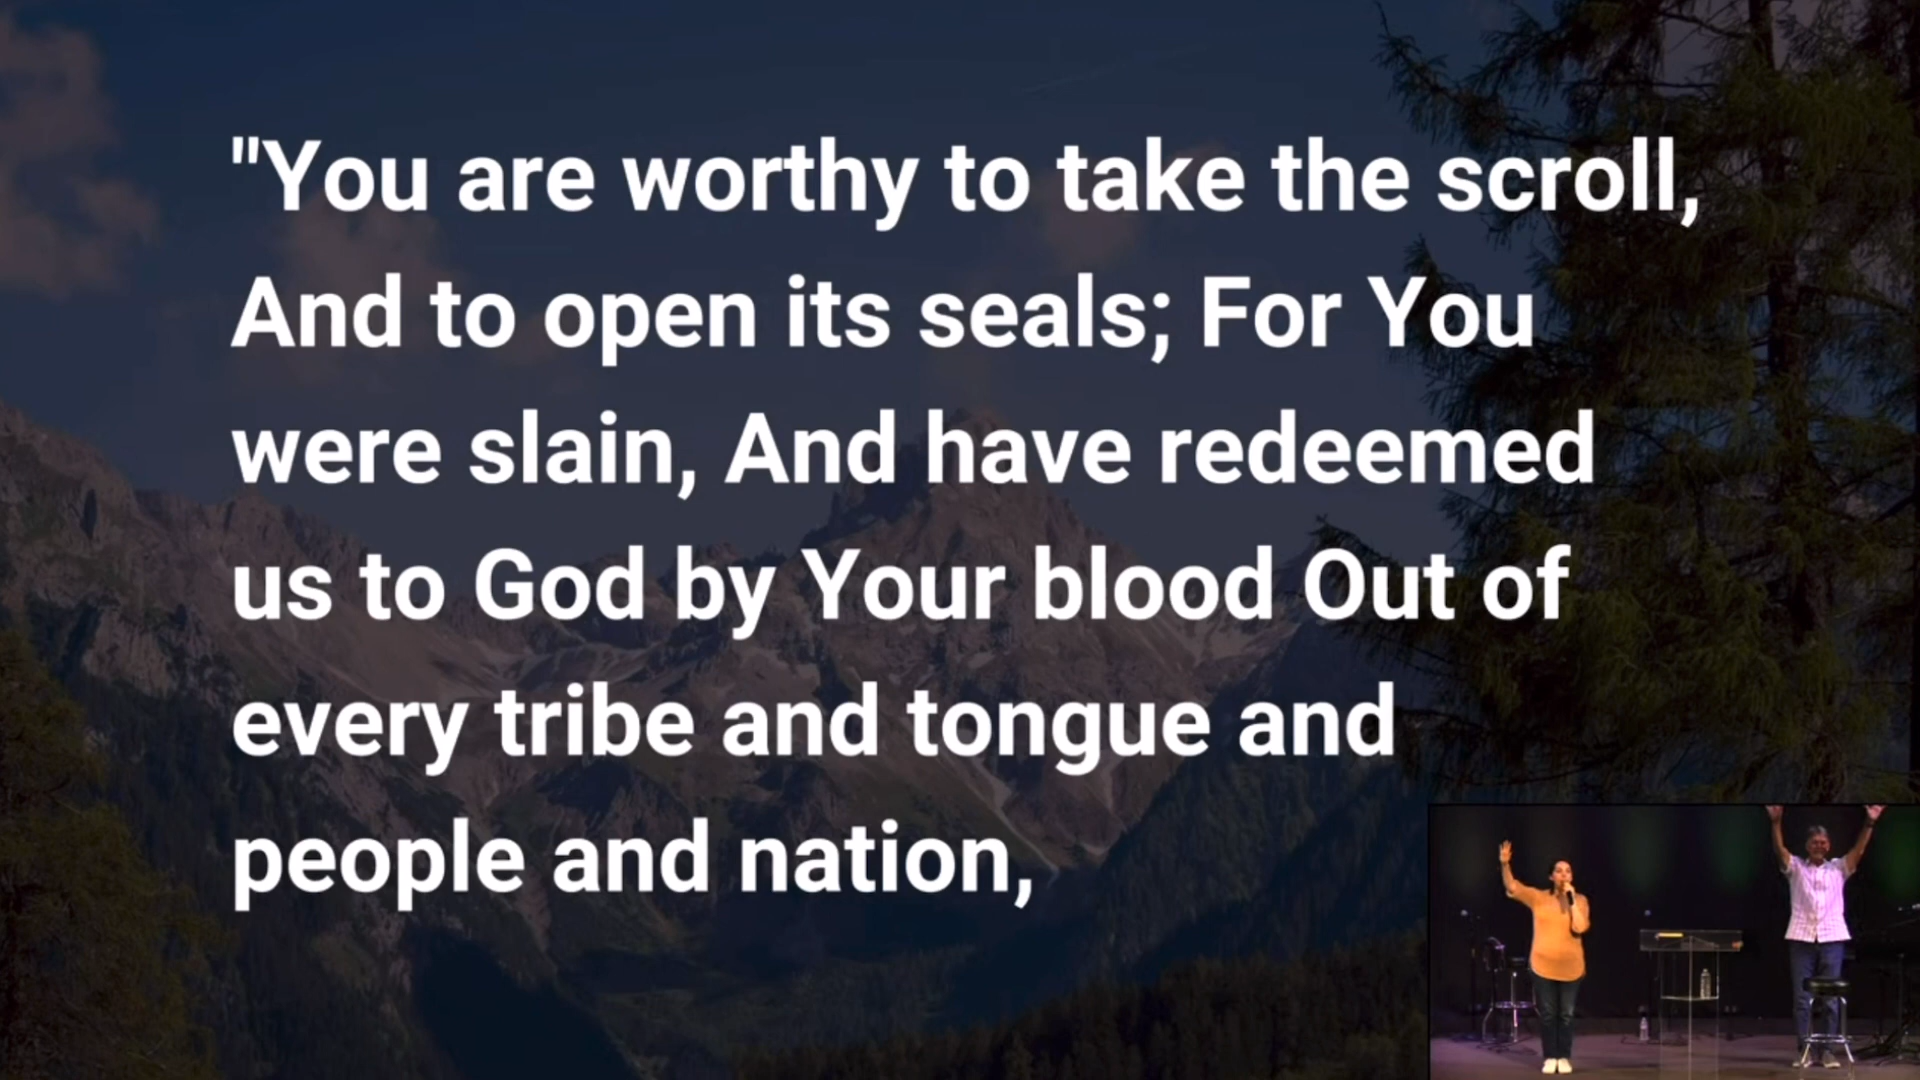 "You are worthy to take the scroll,
And to open its seals; For You
were slain, And have redeemed
us to God by Your blood Out of
every tribe and tongue and
people and nation,